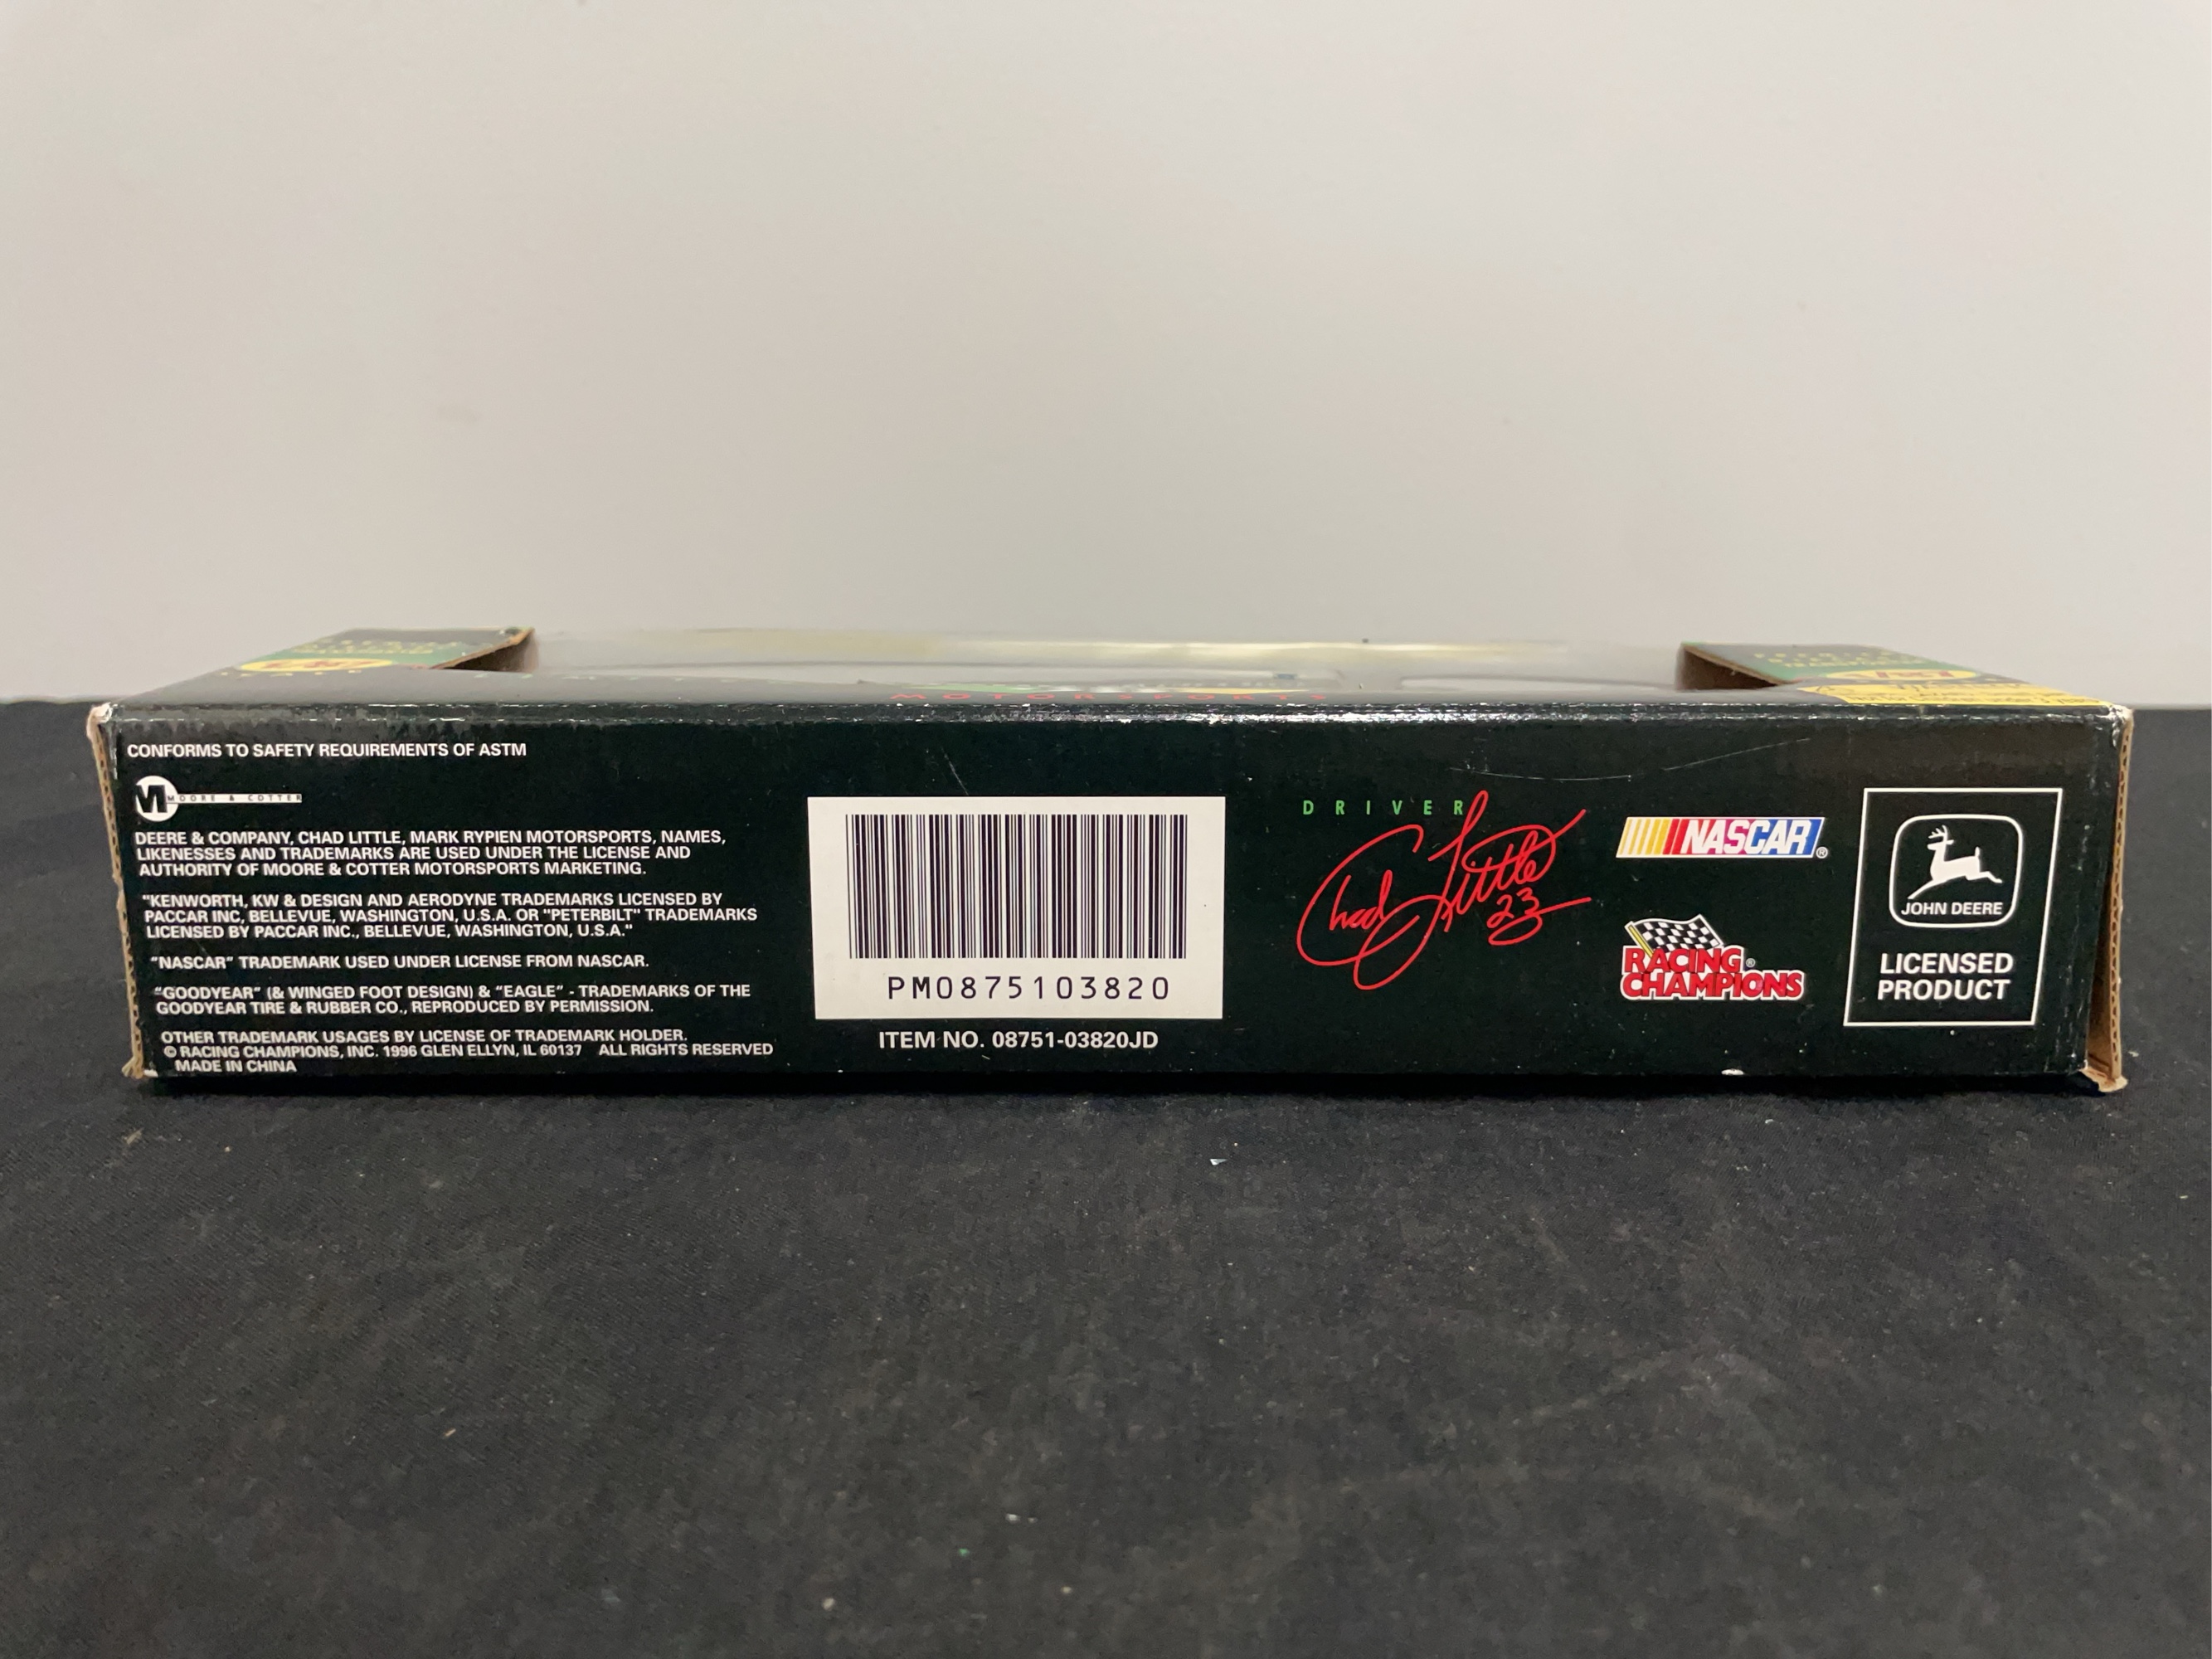 LIMITED
MOTORSPORTS
CONFORMS TO SAFETY REQUIREMENTS OF ASTM
MOORE & COTTER
DEERE & COMPANY, CHAD LITTLE, MARK RYPIEN MOTORSPORTS, NAMES,
LIKENESSES AND TRADEMARKS ARE USED UNDER THE LICENSE AND
AUTHORITY OF MOORE & COTTER MOTORSPORTS MARKETING.
"KENWORTH, KW & DESIGN AND AERODYNE TRADEMARKS LICENSED BY
PACCAR INC, BELLEVUE, WASHINGTON, U.S.A. OR "PETERBILT" TRADEMARKS
LICENSED BY PACCAR INC., BELLEVUE, WASHINGTON, U.S.A."
"NASCAR" TRADEMARK USED UNDER LICENSE FROM NASCAR.
"GOODYEAR" (& WINGED FOOT DESIGN) & "EAGLE" - TRADEMARKS OF THE
GOODYEAR TIRE & RUBBER CO., REPRODUCED BY PERMISSION.
OTHER TRADEMARK USAGES BY LICENSE OF TRADEMARK HOLDER.
© RACING CHAMPIONS, INC. 1996 GLEN ELLYN, IL 60137 ALL RIGHTS RESERVED
MADE IN CHINA
PM0875103820
ITEM NO. 08751-03820JD
DRIVER
Chad Little
23
NASCAR®
RACING®
CHAMPIONS
JOHN DEERE
LICENSED
PRODUCT